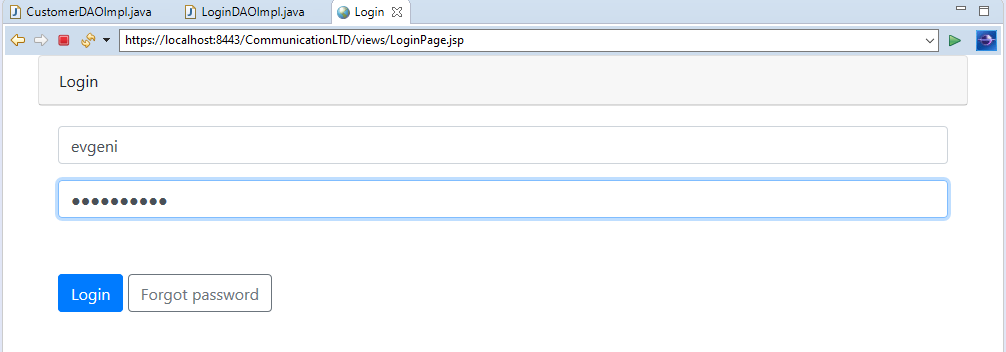 CustomerDAOImpl.java LoginDAOImpl.java Login
https://localhost:8443/CommunicationLTD/views/LoginPage.jsp
Login
evgeni
●●●●●●●●●●
Login Forgot password